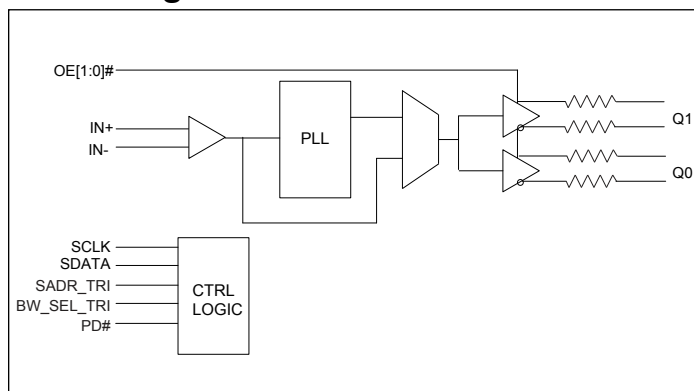 OE[1:0]#
IN+
IN-
PLL
Q1
Q0
SCLK
SDATA
SADR_TRI
BW_SEL_TRI
PD#
CTRL
LOGIC